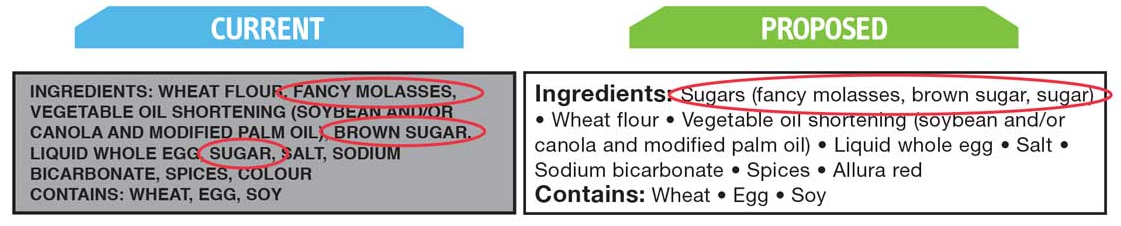 CURRENT
INGREDIENTS: WHEAT FLOUR, FANCY MOLASSES,
VEGETABLE OIL SHORTENING (SOYBEAN AND/OR
CANOLA AND MODIFIED PALM OIL), BROWN SUGAR,
LIQUID WHOLE EGG, SUGAR, SALT, SODIUM
BICARBONATE, SPICES, COLOUR
CONTAINS: WHEAT, EGG, SOY
PROPOSED
Ingredients: Sugars (fancy molasses, brown sugar, sugar)
• Wheat flour • Vegetable oil shortening (soybean and/or
canola and modified palm oil) • Liquid whole egg • Salt •
Sodium bicarbonate • Spices • Allura red
Contains: Wheat • Egg • Soy